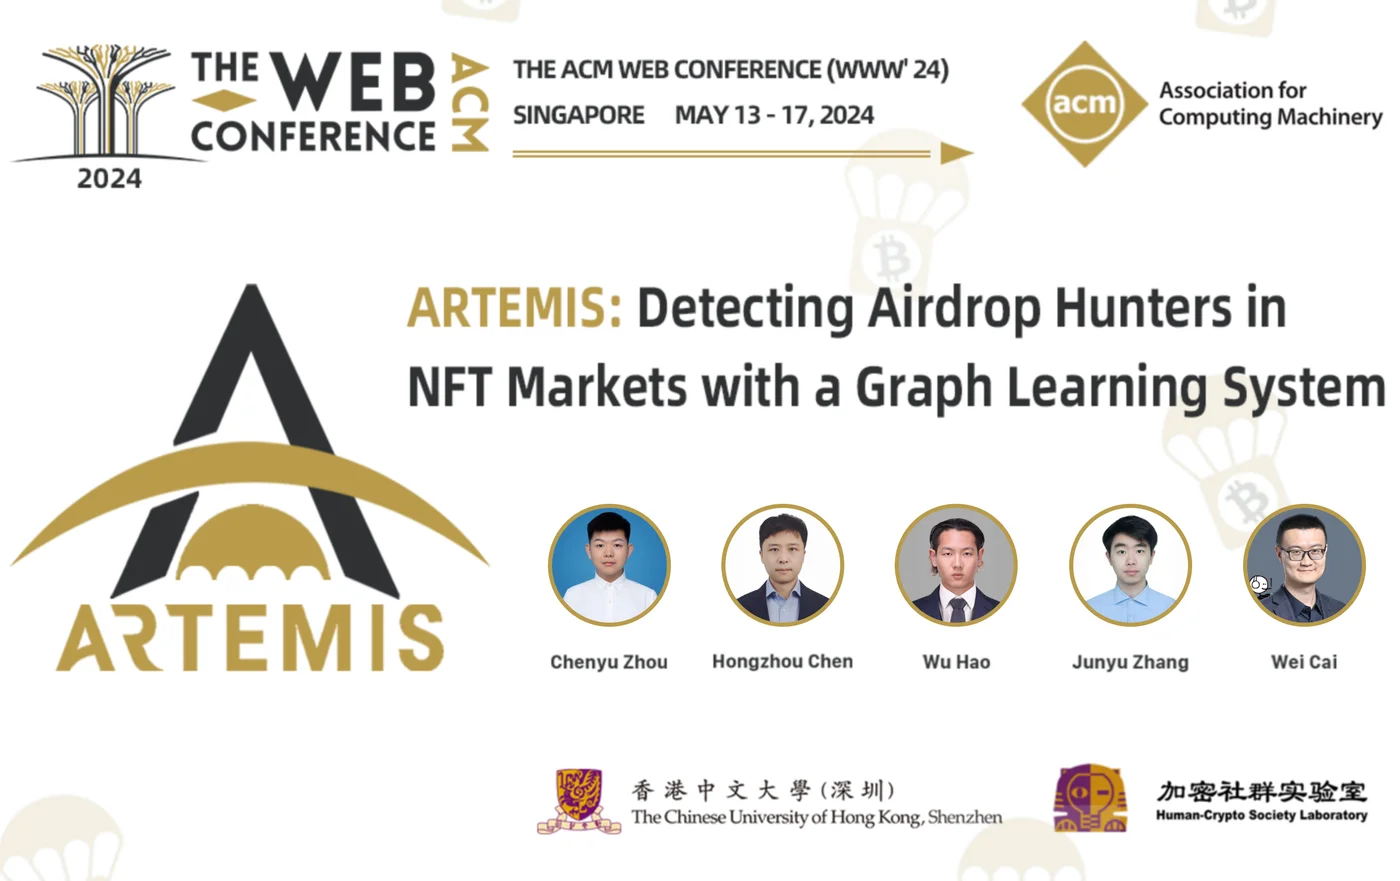 THE WEB
CONFERENCE
ACM
2024
THE ACM WEB CONFERENCE (WWW' 24)
SINGAPORE MAY 13 - 17, 2024
acm
Association for
Computing Machinery
ARTEMIS: Detecting Airdrop Hunters in
NFT Markets with a Graph Learning System
ARTEMIS
Chenyu Zhou
Hongzhou Chen
Wu Hao
Junyu Zhang
Wei Cai
香港中文大學(深圳)
The Chinese University of Hong Kong, Shenzhen
加密社群实验室
Human-Crypto Society Laboratory